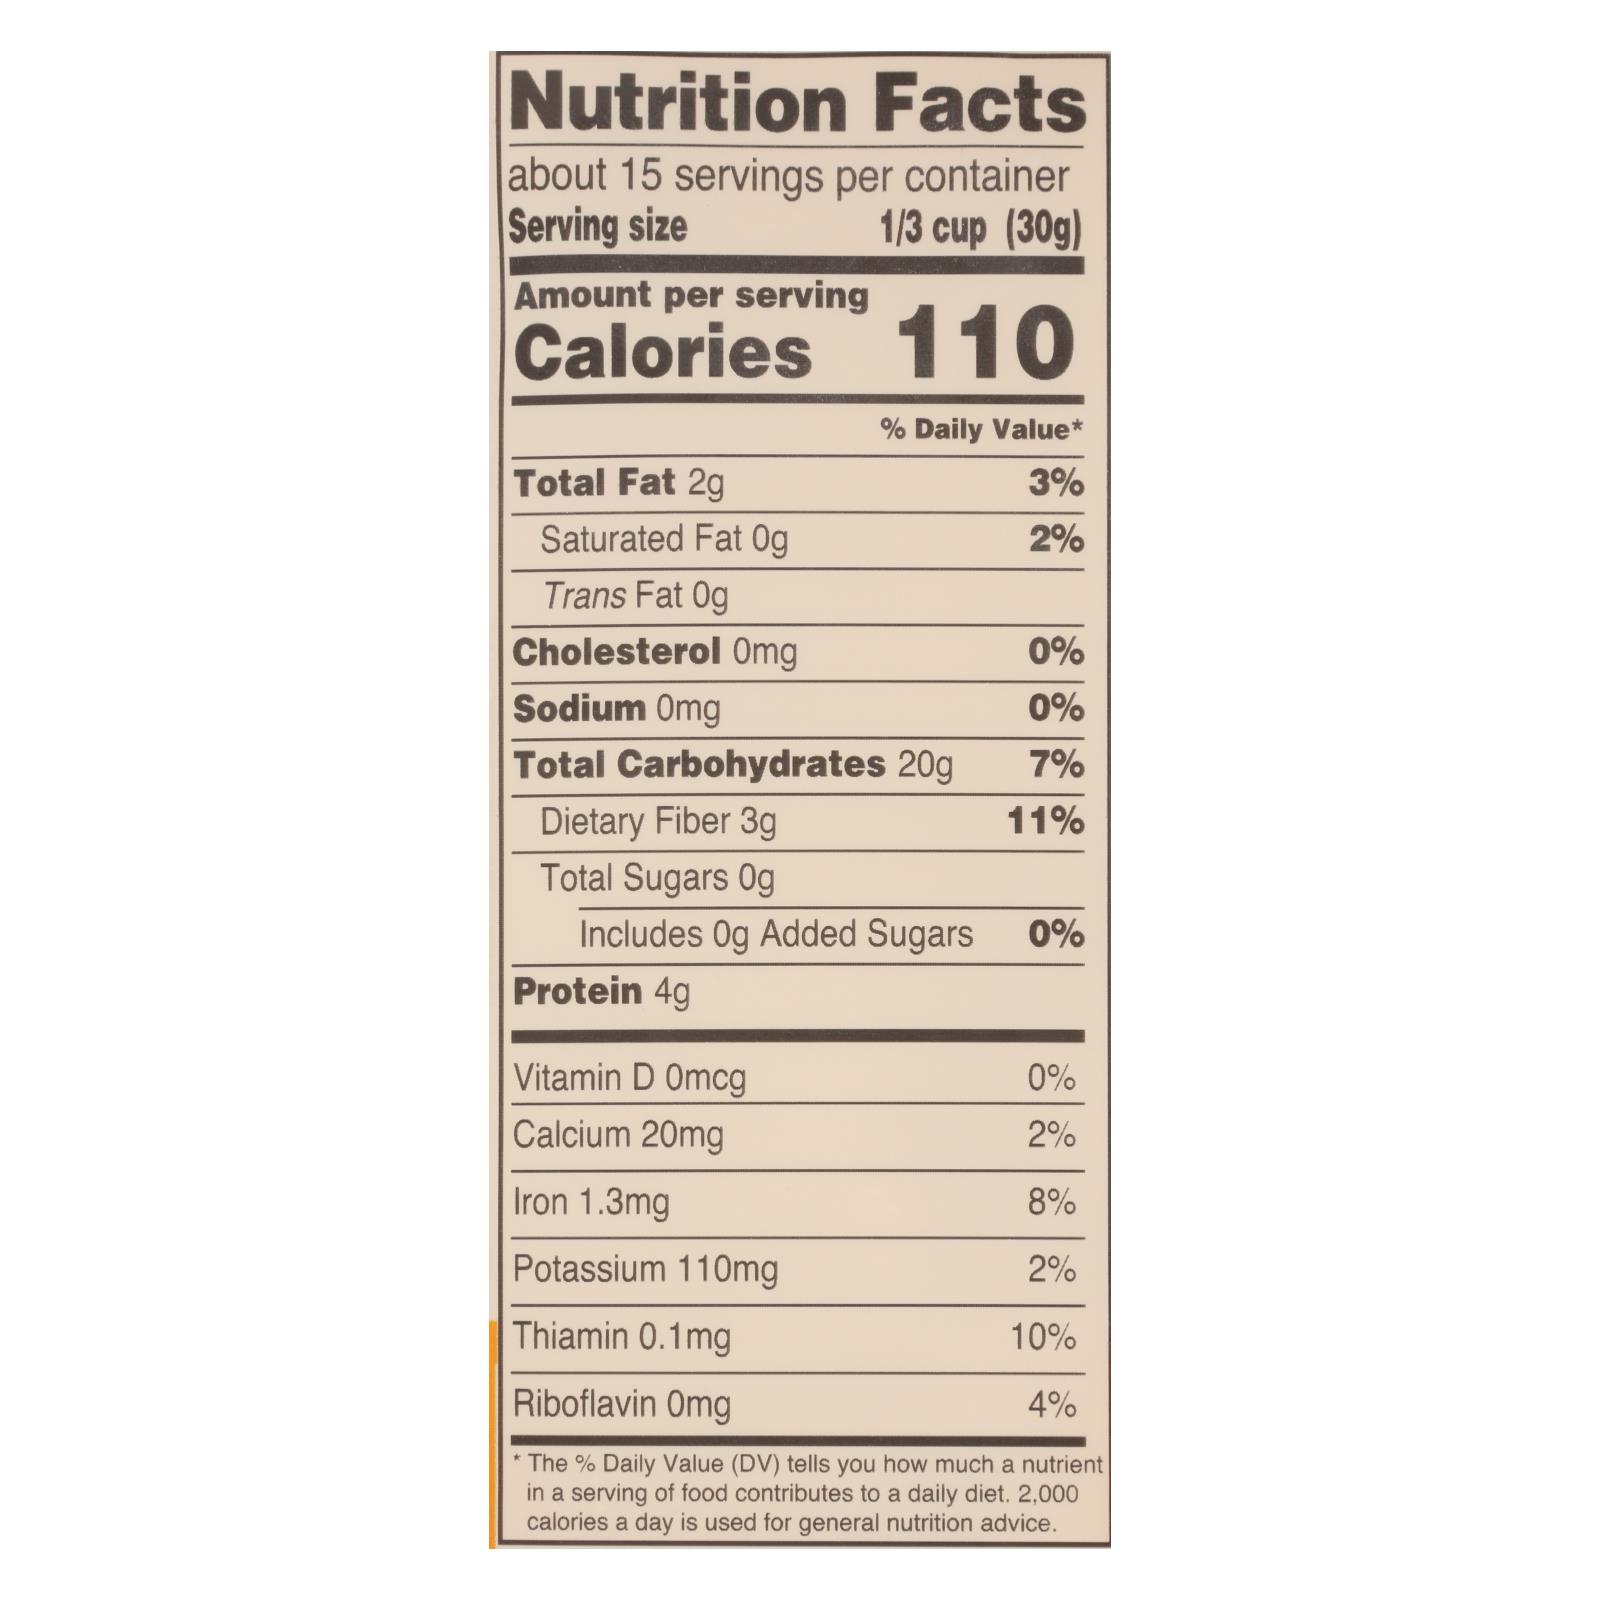 Nutrition Facts
about 15 servings per container
Serving size 1/3 cup (30g)
Amount per serving
Calories 110
% Daily Value*
Total Fat 2g 3%
Saturated Fat 0g 2%
Trans Fat 0g
Cholesterol 0mg 0%
Sodium 0mg 0%
Total Carbohydrates 20g 7%
Dietary Fiber 3g 11%
Total Sugars 0g
Includes 0g Added Sugars 0%
Protein 4g
Vitamin D 0mcg 0%
Calcium 20mg 2%
Iron 1.3mg 8%
Potassium 110mg 2%
Thiamin 0.1mg 10%
Riboflavin 0mg 4%
* The % Daily Value (DV) tells you how much a nutrient
in a serving of food contributes to a daily diet. 2,000
calories a day is used for general nutrition advice.